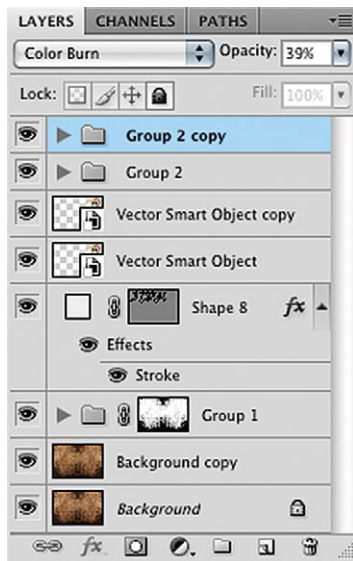 LAYERS CHANNELS PATHS
Color Burn Opacity: 39%
Lock: Fill: 100%
Group 2 copy
Group 2
Vector Smart Object copy
Vector Smart Object
Shape 8 fx
Effects
Stroke
Group 1
Background copy
Background
fx.